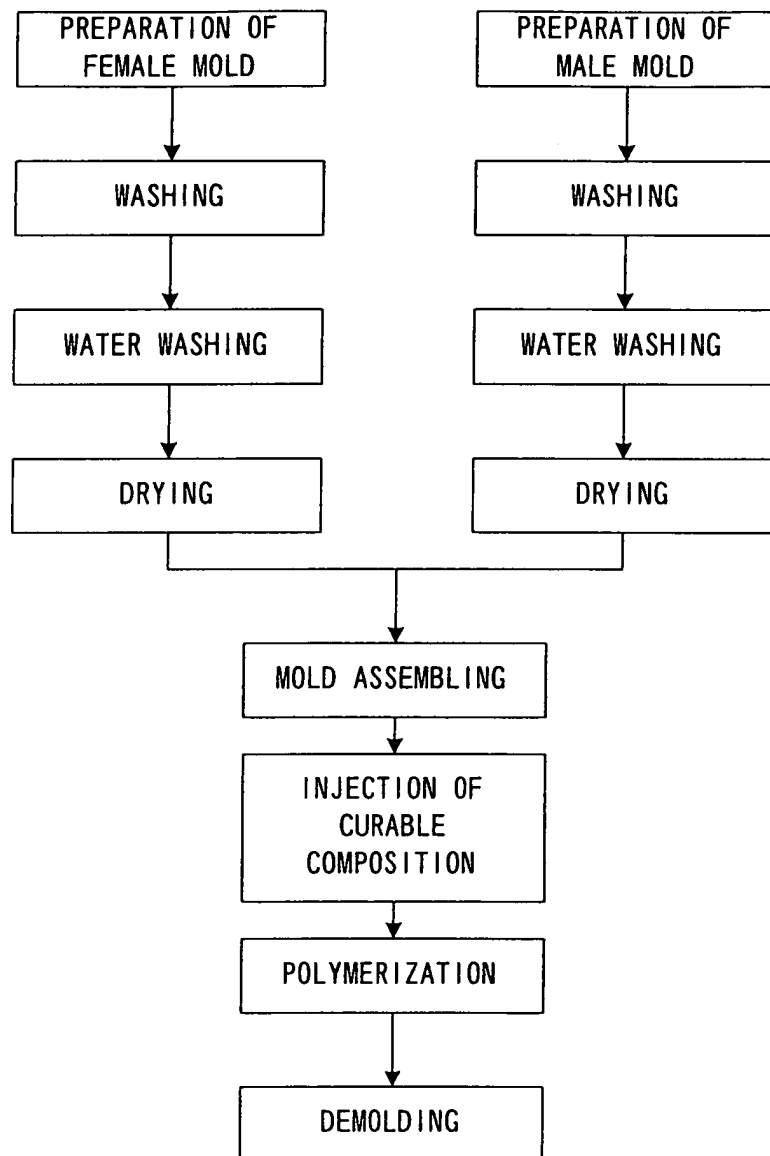 PREPARATION OF
FEMALE MOLD
PREPARATION OF
MALE MOLD
WASHING
WASHING
WATER WASHING
WATER WASHING
DRYING
DRYING
MOLD ASSEMBLING
INJECTION OF
CURABLE
COMPOSITION
POLYMERIZATION
DEMOLDING